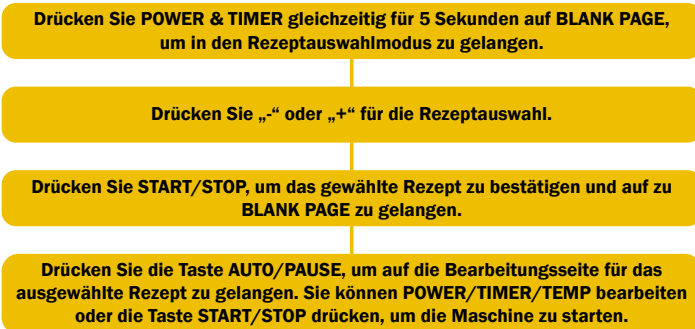 Drücken Sie POWER & TIMER gleichzeitig für 5 Sekunden auf BLANK PAGE,
um in den Rezeptauswahlmodus zu gelangen.
Drücken Sie „-“ oder „+“ für die Rezeptauswahl.
Drücken Sie START/STOP, um das gewählte Rezept zu bestätigen und auf zu
BLANK PAGE zu gelangen.
Drücken Sie die Taste AUTO/PAUSE, um auf die Bearbeitungsseite für das
ausgewählte Rezept zu gelangen. Sie können POWER/TIMER/TEMP bearbeiten
oder die Taste START/STOP drücken, um die Maschine zu starten.